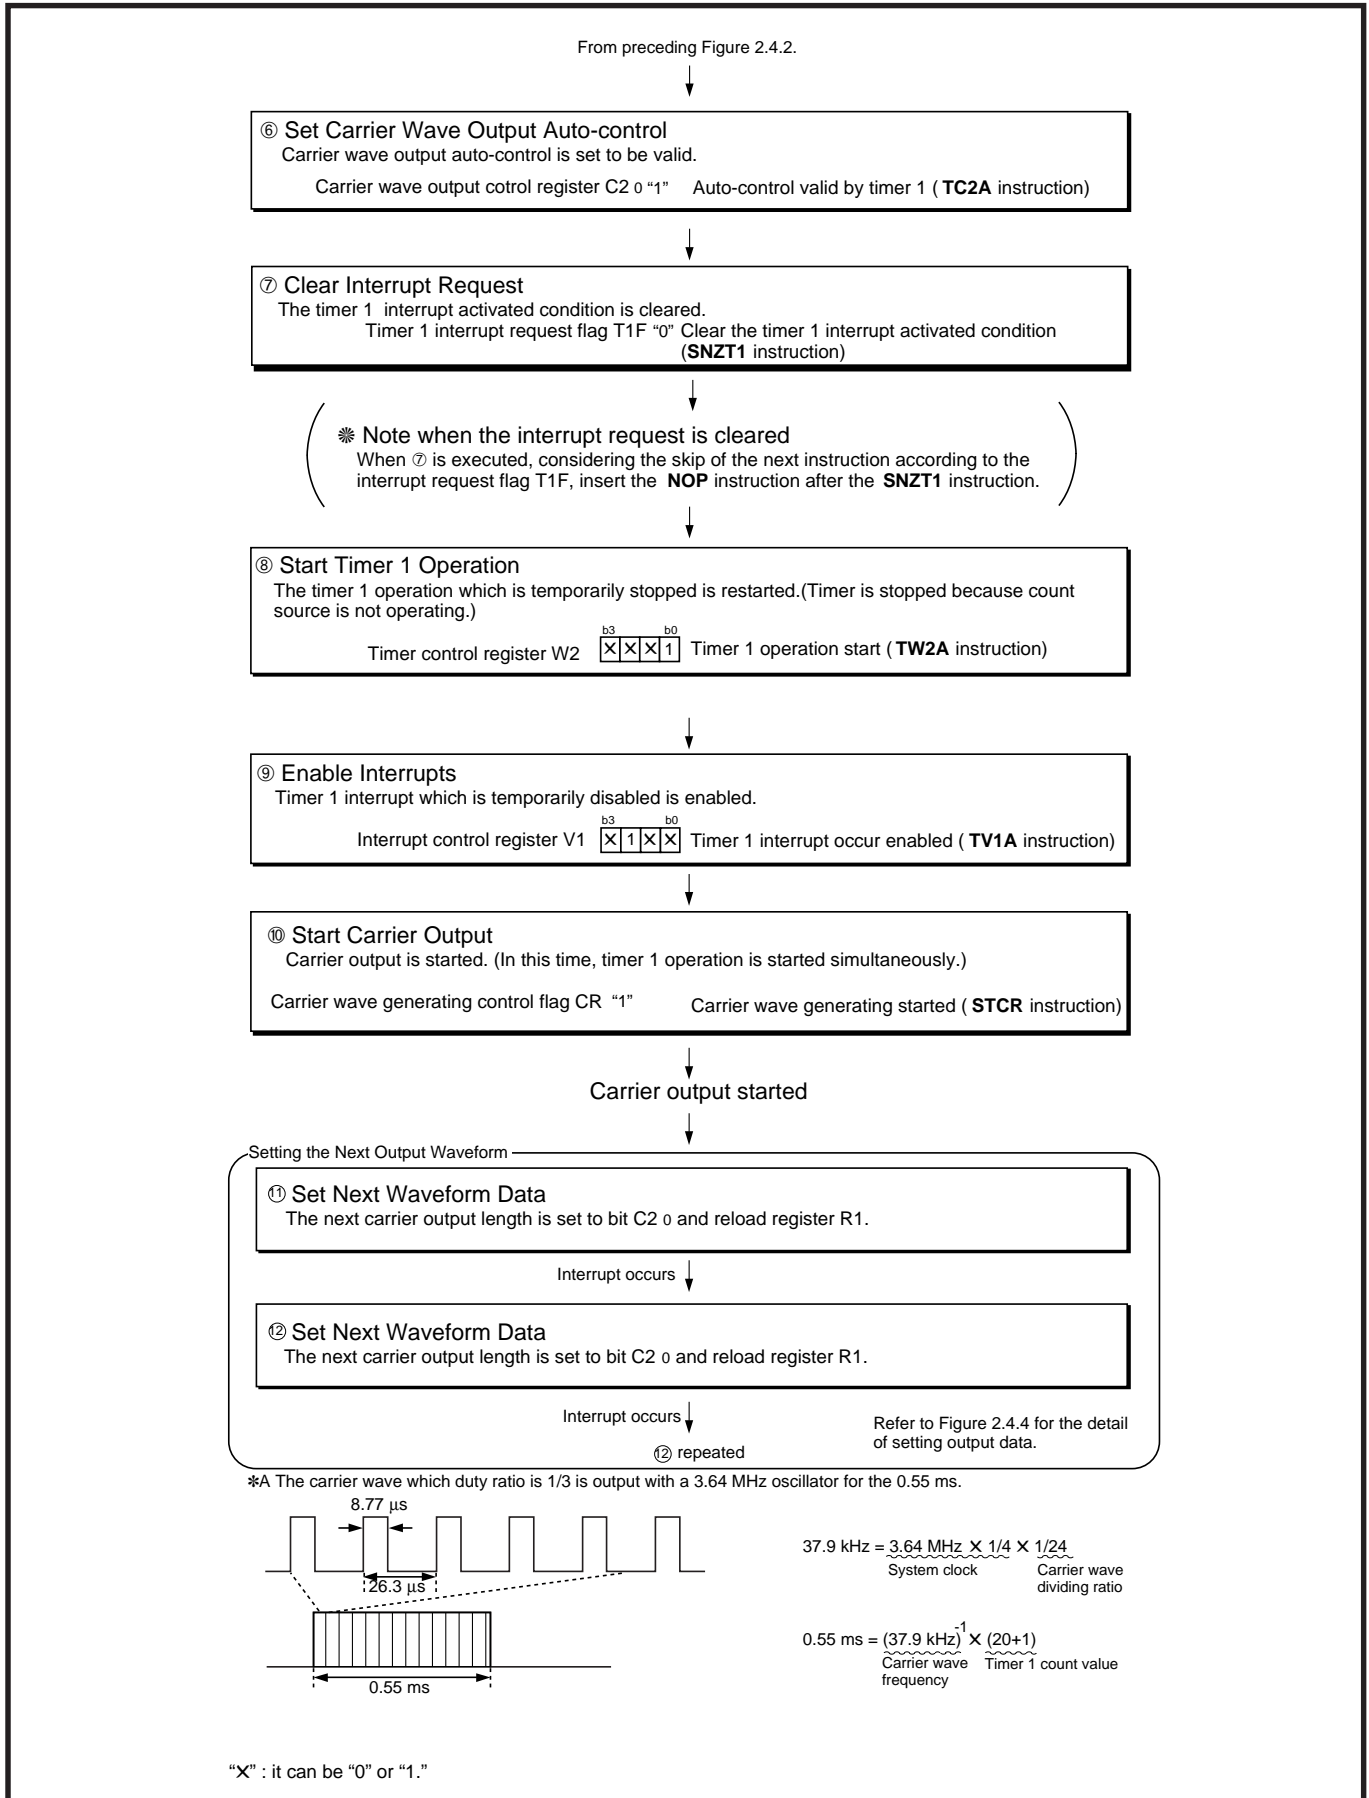 From preceding Figure 2.4.2.
⑥ Set Carrier Wave Output Auto-control
Carrier wave output auto-control is set to be valid.
Carrier wave output cotrol register C2 0 “1” Auto-control valid by timer 1 ( TC2A instruction)
⑦ Clear Interrupt Request
The timer 1 interrupt activated condition is cleared.
Timer 1 interrupt request flag T1F “0” Clear the timer 1 interrupt activated condition
(SNZT1 instruction)
❋ Note when the interrupt request is cleared
When ⑦ is executed, considering the skip of the next instruction according to the
interrupt request flag T1F, insert the NOP instruction after the SNZT1 instruction.
⑧ Start Timer 1 Operation
The timer 1 operation which is temporarily stopped is restarted.(Timer is stopped because count
source is not operating.)
b3 b0
Timer control register W2 ✕ ✕ ✕ 1 Timer 1 operation start ( TW2A instruction)
⑨ Enable Interrupts
Timer 1 interrupt which is temporarily disabled is enabled.
b3 b0
Interrupt control register V1 ✕ 1 ✕ ✕ Timer 1 interrupt occur enabled ( TV1A instruction)
⑩ Start Carrier Output
Carrier output is started. (In this time, timer 1 operation is started simultaneously.)
Carrier wave generating control flag CR “1” Carrier wave generating started ( STCR instruction)
Carrier output started
Setting the Next Output Waveform
⑪ Set Next Waveform Data
The next carrier output length is set to bit C2 0 and reload register R1.
Interrupt occurs
⑫ Set Next Waveform Data
The next carrier output length is set to bit C2 0 and reload register R1.
Interrupt occurs
Refer to Figure 2.4.4 for the detail
of setting output data.
⑫ repeated
✽A The carrier wave which duty ratio is 1/3 is output with a 3.64 MHz oscillator for the 0.55 ms.
8.77 µs
26.3 µs
0.55 ms
37.9 kHz = 3.64 MHz ✕ 1/4 ✕ 1/24
System clock Carrier wave
dividing ratio
0.55 ms = (37.9 kHz)-1 ✕ (20+1)
Carrier wave Timer 1 count value
frequency
“✕” : it can be “0” or “1.”